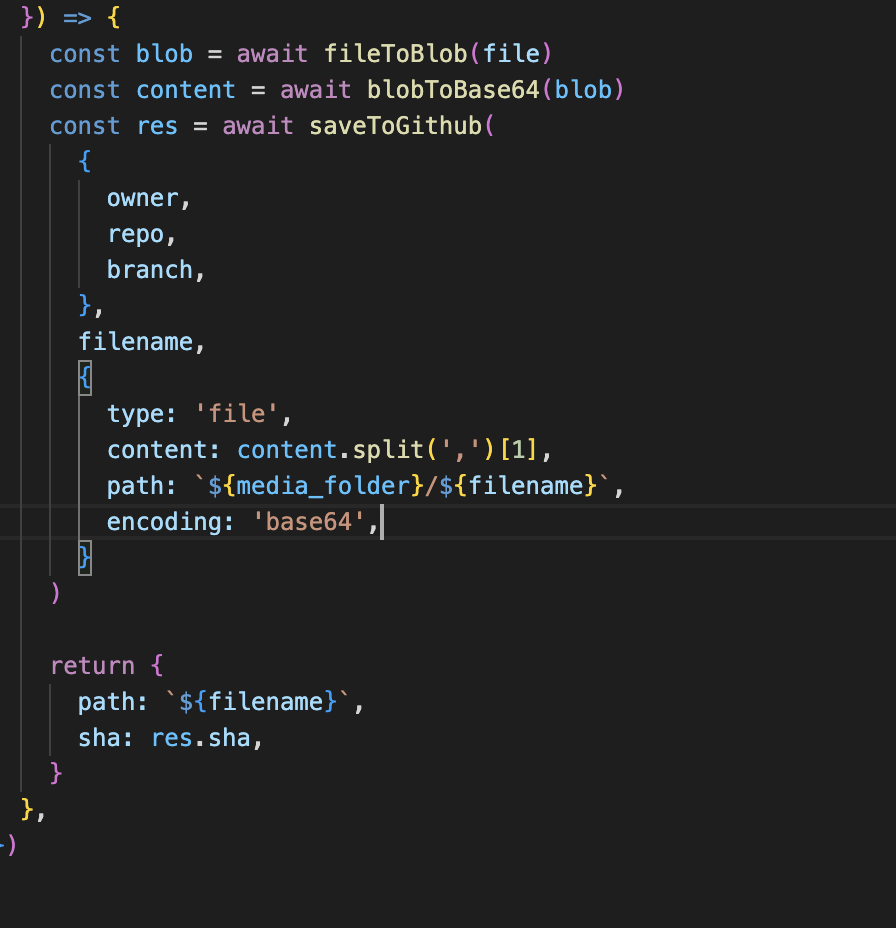 }) => {
const blob = await fileToBlob(file)
const content = await blobToBase64(blob)
const res = await saveToGithub(
{
owner,
repo,
branch,
},
filename,
{
type: 'file',
content: content.split(',')[1],
path: `${media_folder}/${filename}`,
encoding: 'base64',
}
)
return {
path: `${filename}`,
sha: res.sha,
}
},
)